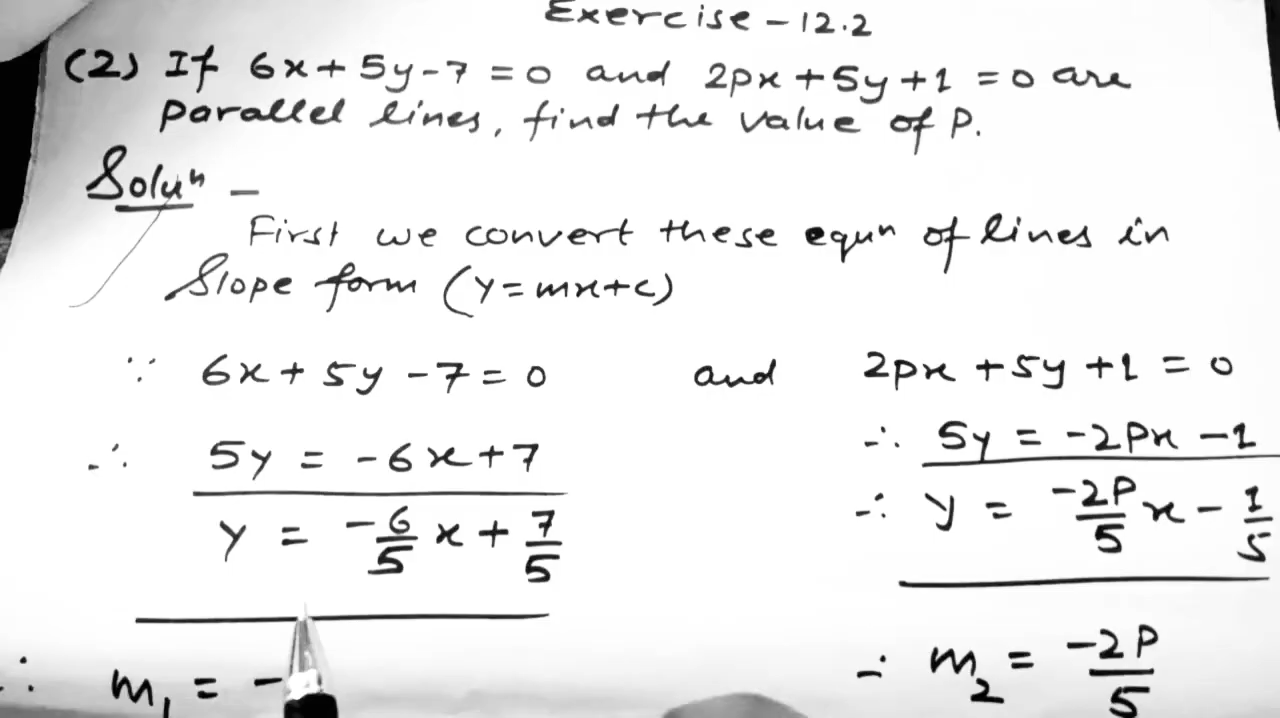 Exercise - 12.2
(2) If 6x + 5y - 7 = 0 and 2px + 5y + 1 = 0 are
parallel lines, find the value of P.
Soluⁿ -
First we convert these equⁿ of lines in
Slope form (y = mx + c)
∵ 6x + 5y - 7 = 0 and 2px + 5y + 1 = 0
∴ 5y = -6x + 7 ∴ 5y = -2Px - 1
y = -6/5 x + 7/5 ∴ y = -2P/5 x - 1/5
∴ m₁ = - ∴ m₂ = -2P/5